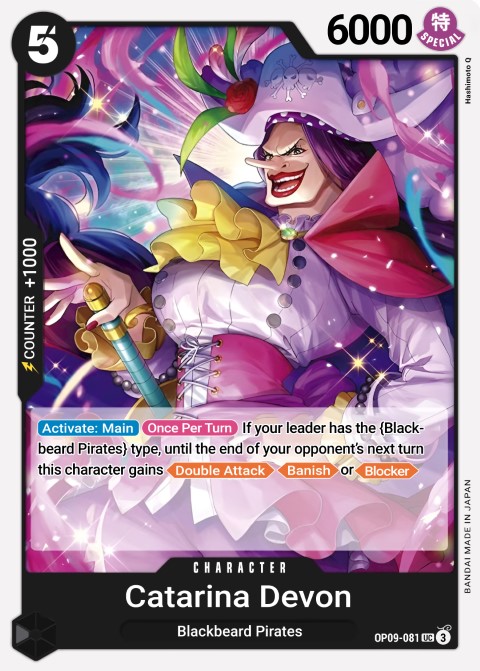 5
6000
特
SPECIAL
Hashimoto Q
COUNTER +1000
Activate: Main Once Per Turn If your leader has the {Black-
beard Pirates} type, until the end of your opponent's next turn
this character gains Double Attack Banish or Blocker
BANDAI MADE IN JAPAN
CHARACTER
Catarina Devon
Blackbeard Pirates
OP09-081 UC 3